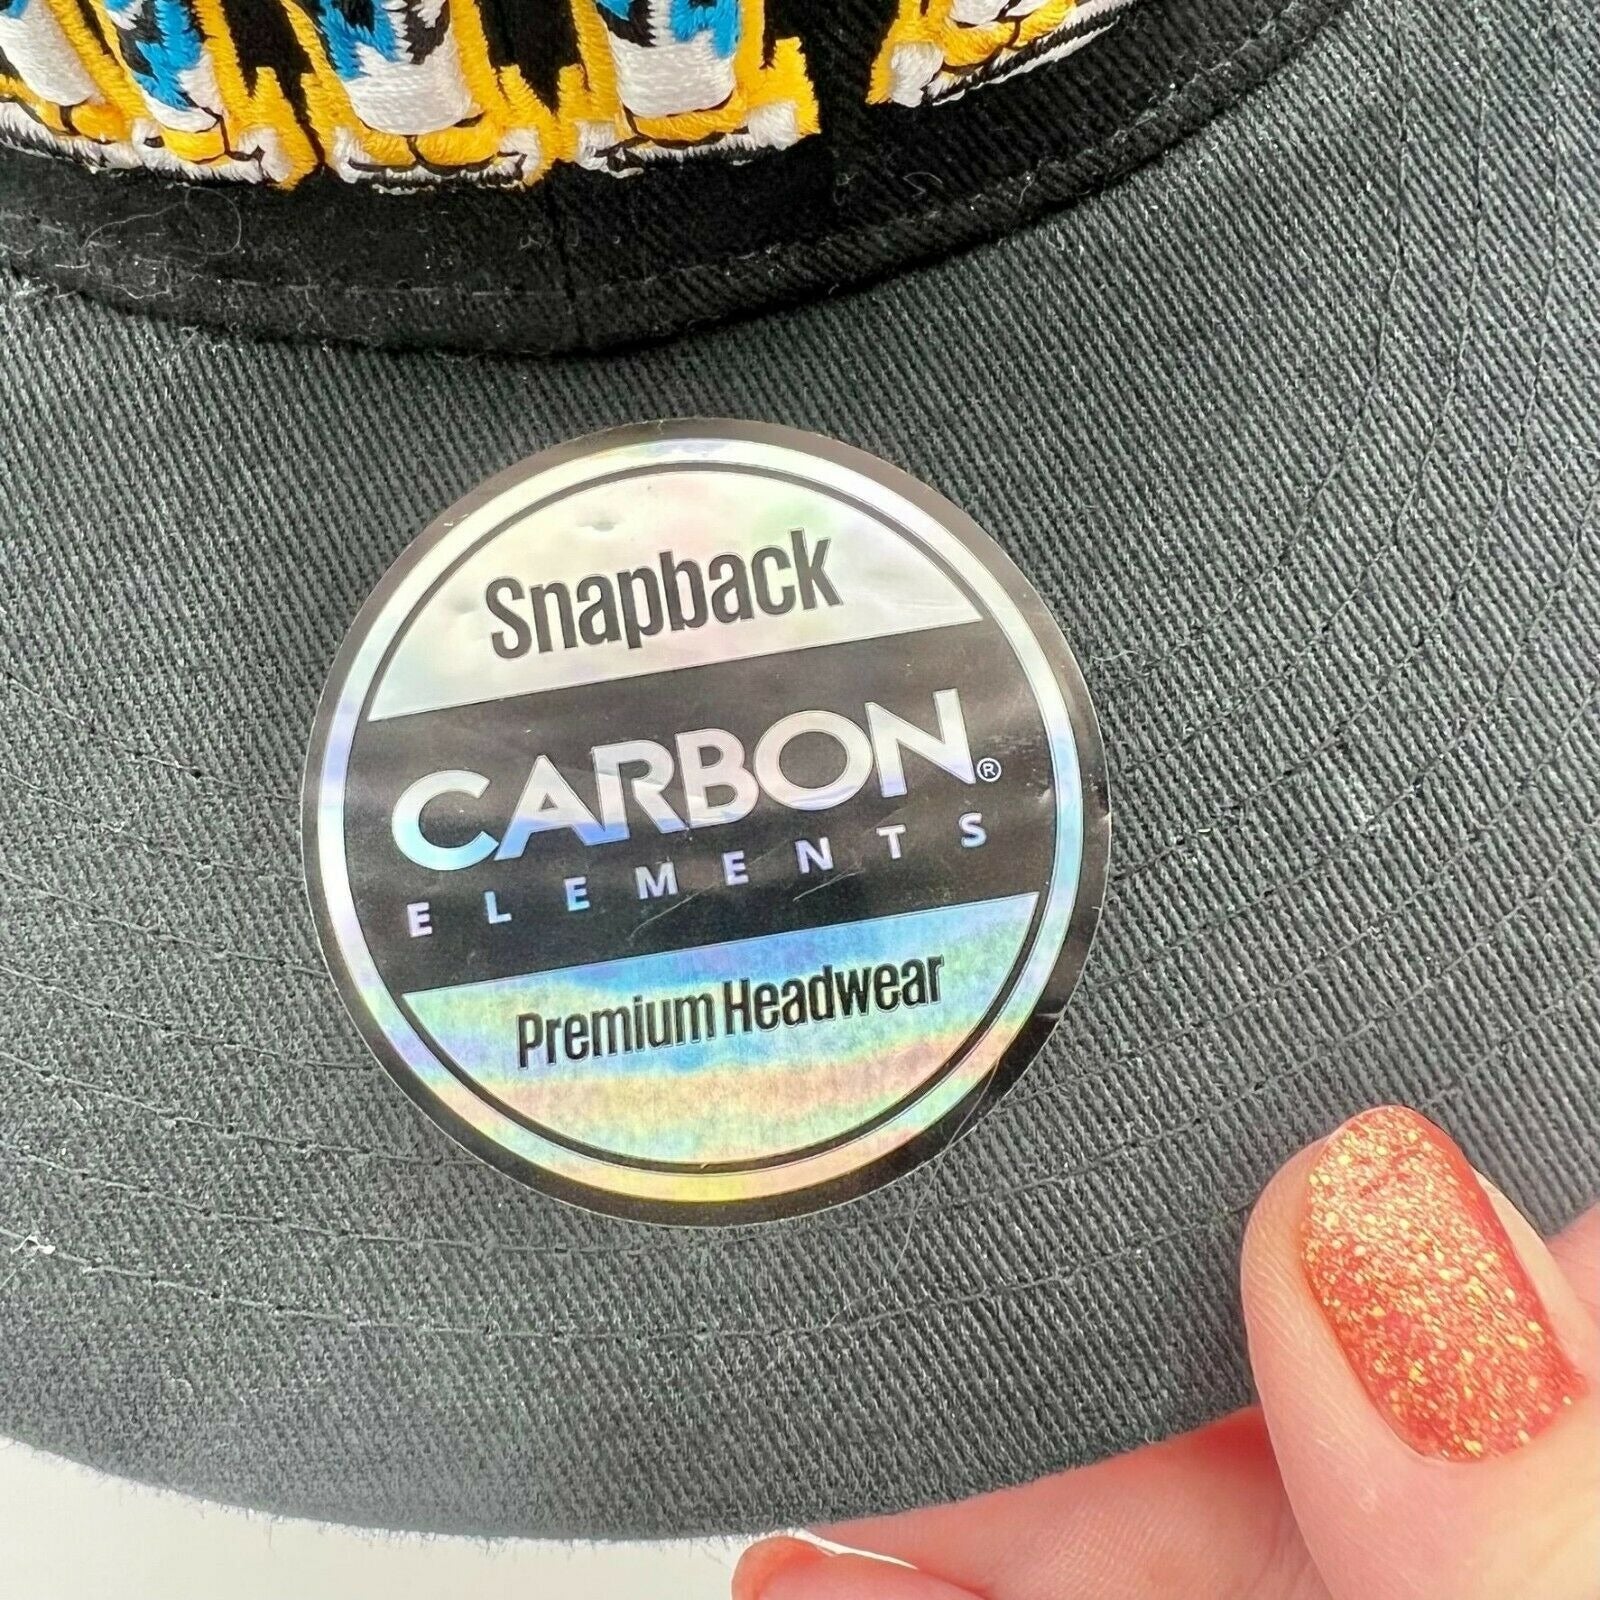 Snapback
CARBON®
ELEMENTS
Premium Headwear